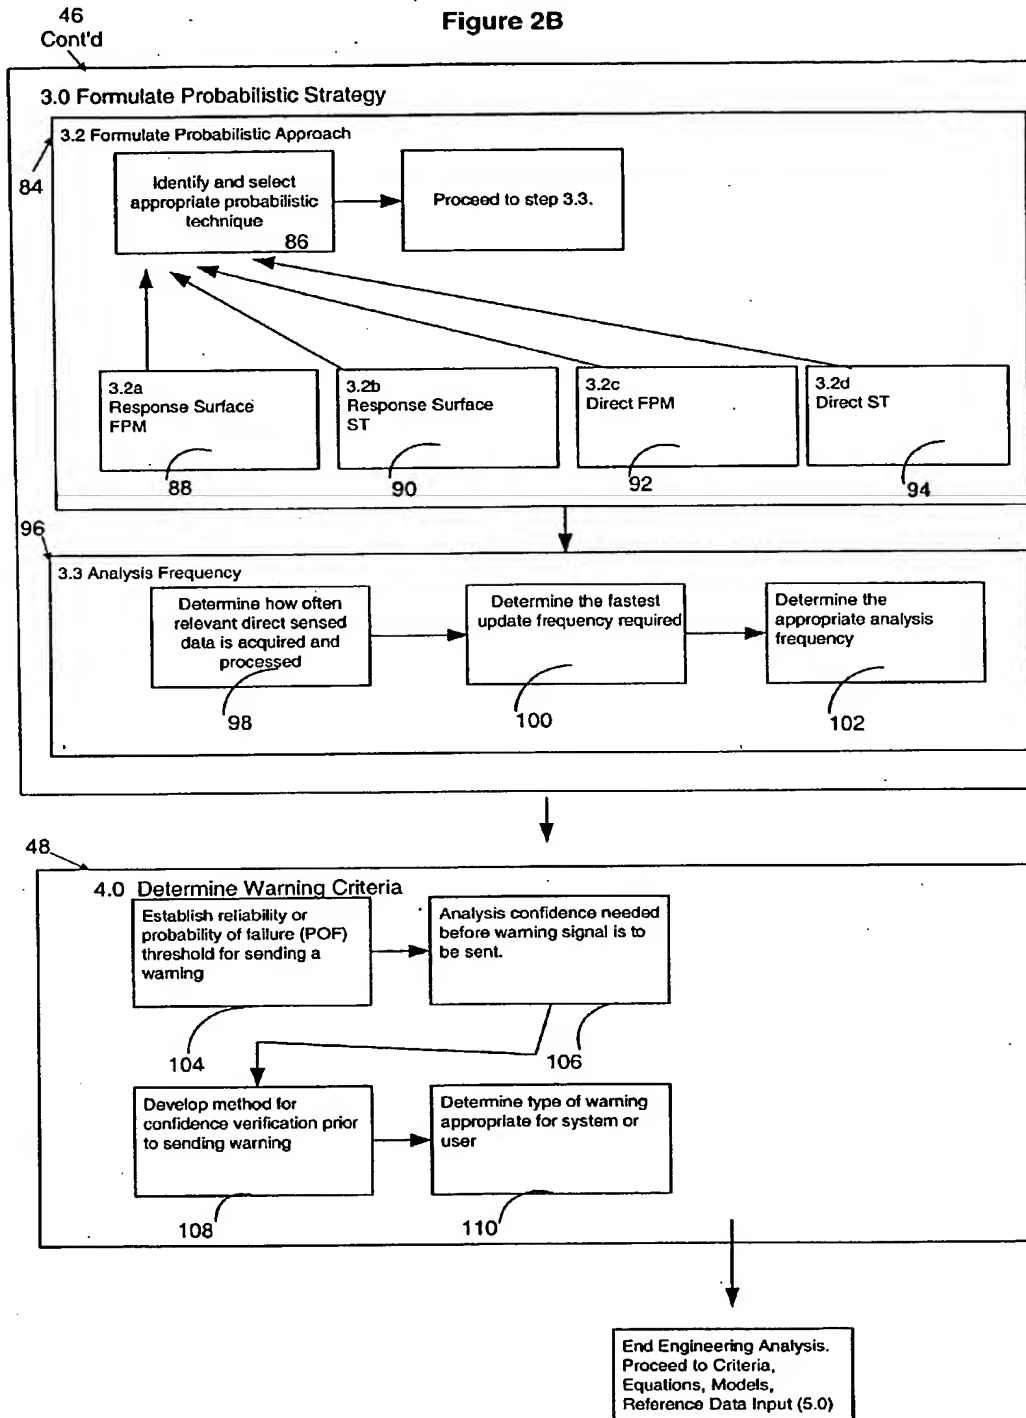 Figure 2B
46
Cont'd
3.0 Formulate Probabilistic Strategy
3.2 Formulate Probabilistic Approach
84
Identify and select
appropriate probabilistic
technique
86
Proceed to step 3.3.
3.2a
Response Surface
FPM
88
3.2b
Response Surface
ST
90
3.2c
Direct FPM
92
3.2d
Direct ST
94
96
3.3 Analysis Frequency
Determine how often
relevant direct sensed
data is acquired and
processed
98
Determine the fastest
update frequency required
100
Determine the
appropriate analysis
frequency
102
48
4.0 Determine Warning Criteria
Establish reliability or
probability of failure (POF)
threshold for sending a
warning
104
Analysis confidence needed
before warning signal is to
be sent.
106
Develop method for
confidence verification prior
to sending warning
108
Determine type of warning
appropriate for system or
user
110
End Engineering Analysis.
Proceed to Criteria,
Equations, Models,
Reference Data Input (5.0)